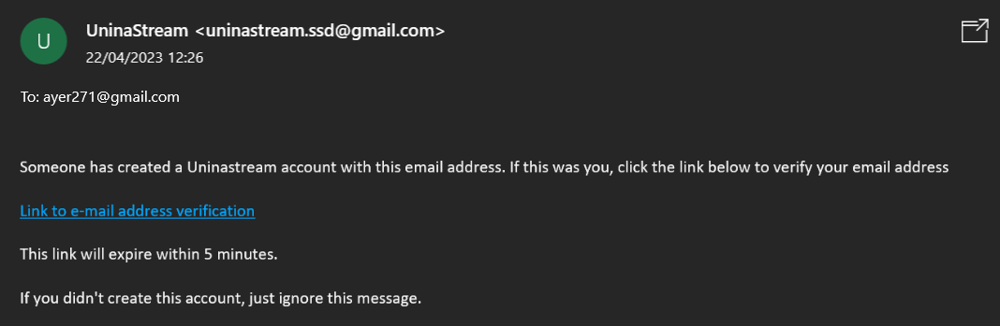 U
UninaStream <uninastream.ssd@gmail.com>
22/04/2023 12:26
To: ayer271@gmail.com
Someone has created a Uninastream account with this email address. If this was you, click the link below to verify your email address
Link to e-mail address verification
This link will expire within 5 minutes.
If you didn't create this account, just ignore this message.